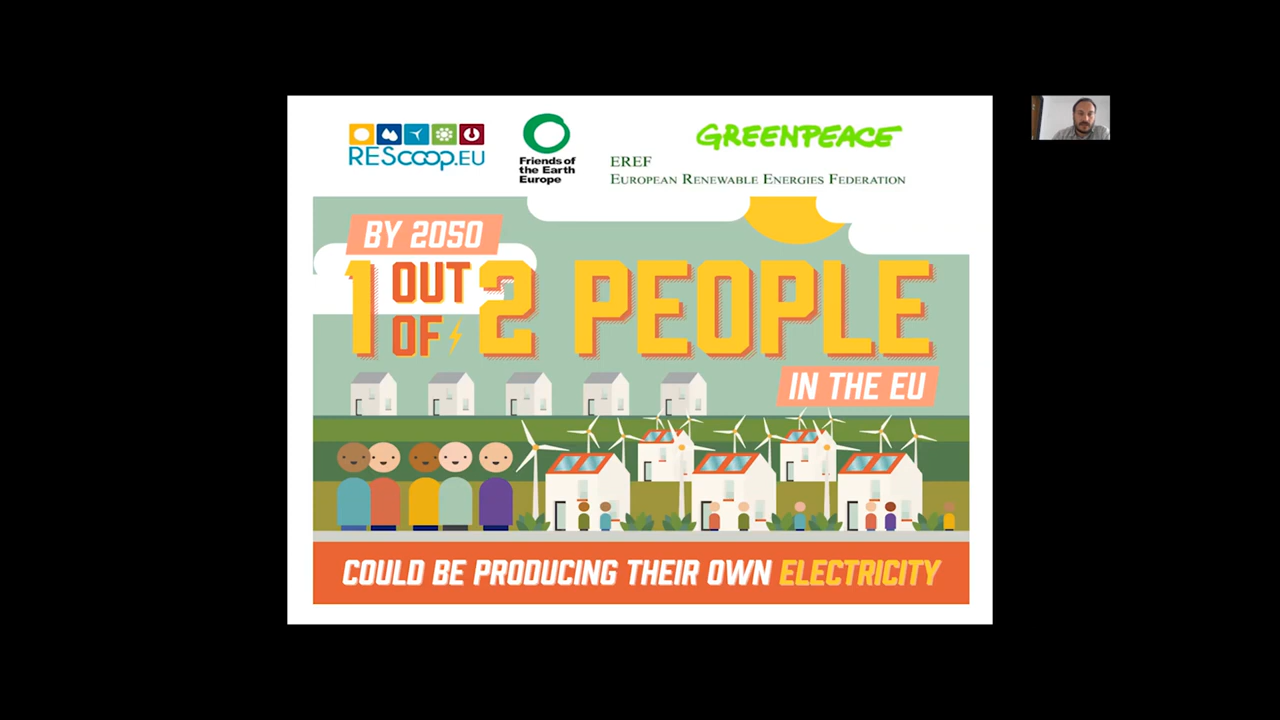 REScoop.EU
Friends of
the Earth
Europe
GREENPEACE
EREF
EUROPEAN RENEWABLE ENERGIES FEDERATION
BY 2050
1 OUT OF 2 PEOPLE
IN THE EU
COULD BE PRODUCING THEIR OWN ELECTRICITY